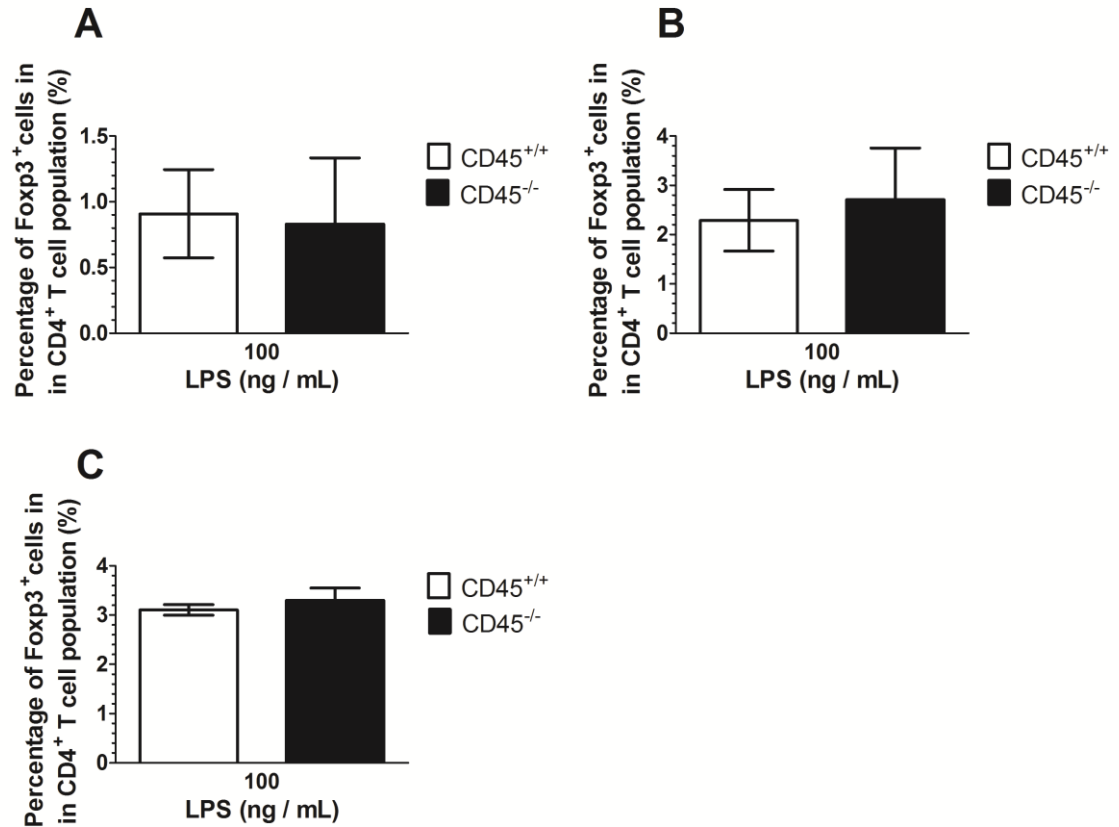 A
Percentage of Foxp3⁺cells in
in CD4⁺ T cell population (%)
1.5
1.0
0.5
0.0
100
LPS (ng / mL)
CD45⁺/⁺
CD45⁻/⁻
B
Percentage of Foxp3⁺cells in
in CD4⁺ T cell population (%)
4
3
2
1
0
100
LPS (ng / mL)
CD45⁺/⁺
CD45⁻/⁻
C
Percentage of Foxp3⁺cells in
in CD4⁺ T cell population (%)
4
3
2
1
0
100
LPS (ng / mL)
CD45⁺/⁺
CD45⁻/⁻